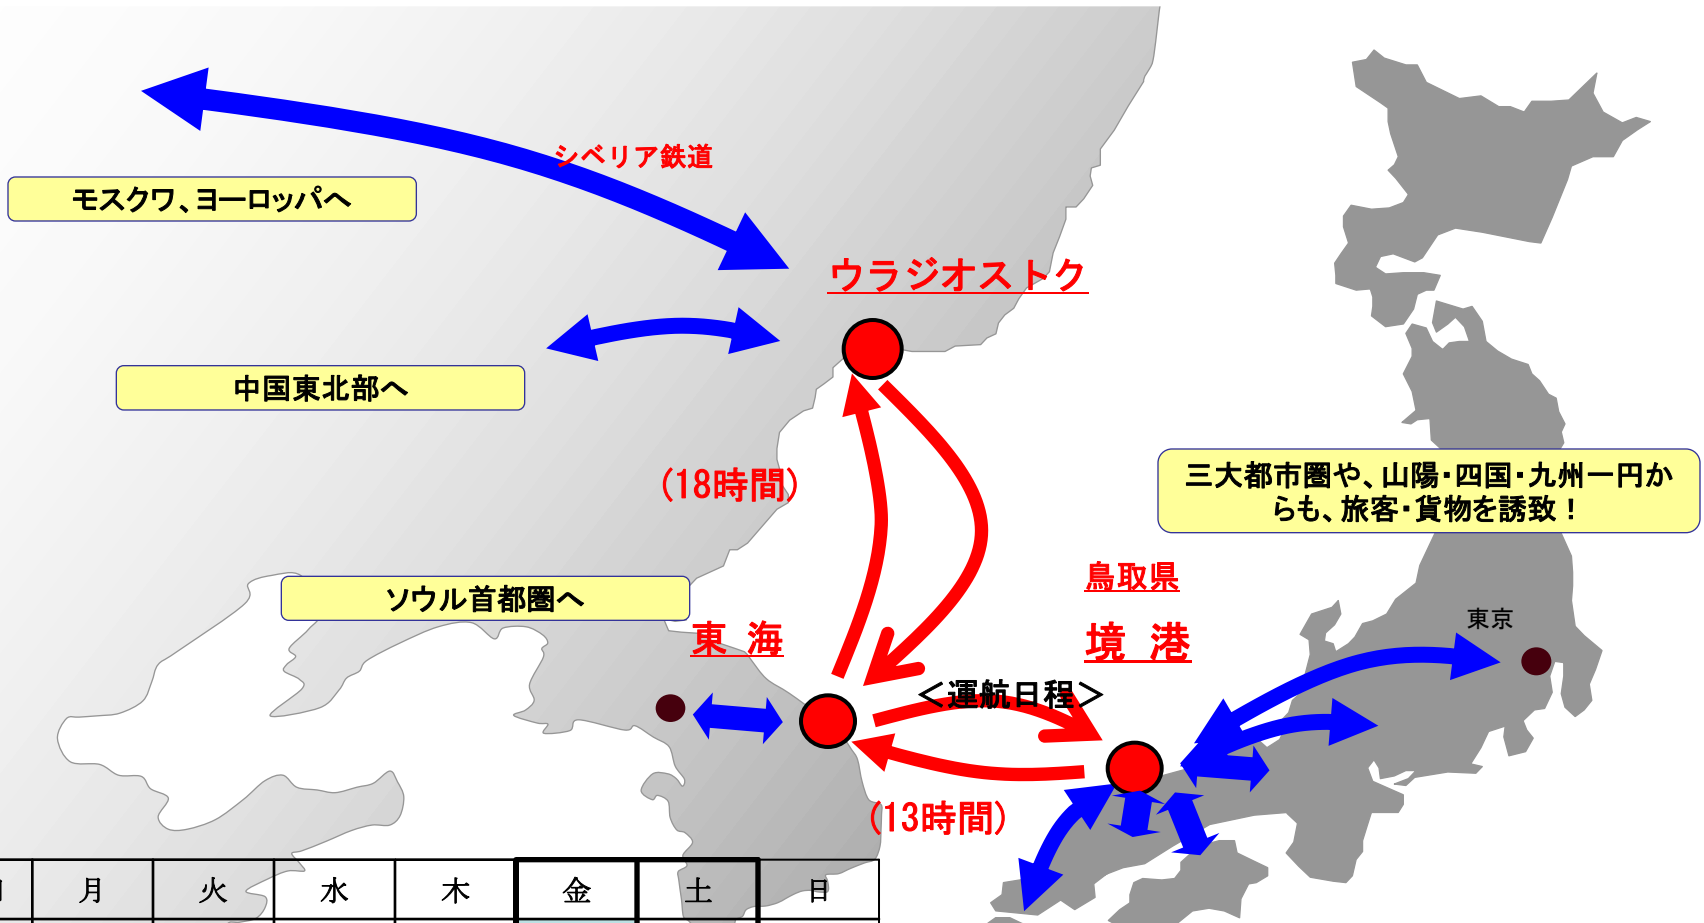 シベリア鉄道
モスクワ、ヨーロッパへ
ウラジオストク
中国東北部へ
(18時間)
三大都市圏や、山陽・四国・九州一円か
らも、旅客・貨物を誘致！
ソウル首都圏へ
鳥取県
東京
東 海
境 港
＜運航日程＞
(13時間)
月 火 水 木 金 土 日